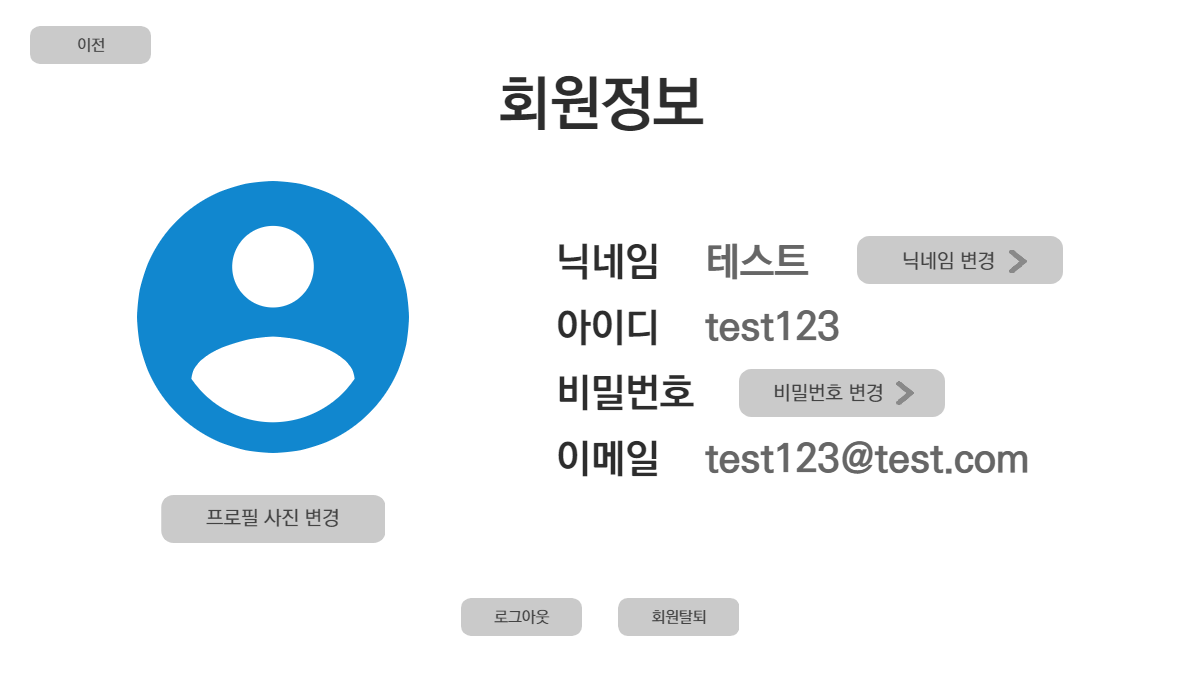 이전
회원정보
닉네임 테스트 닉네임 변경
아이디 test123
비밀번호 비밀번호 변경
이메일 test123@test.com
프로필 사진 변경
로그아웃 회원탈퇴